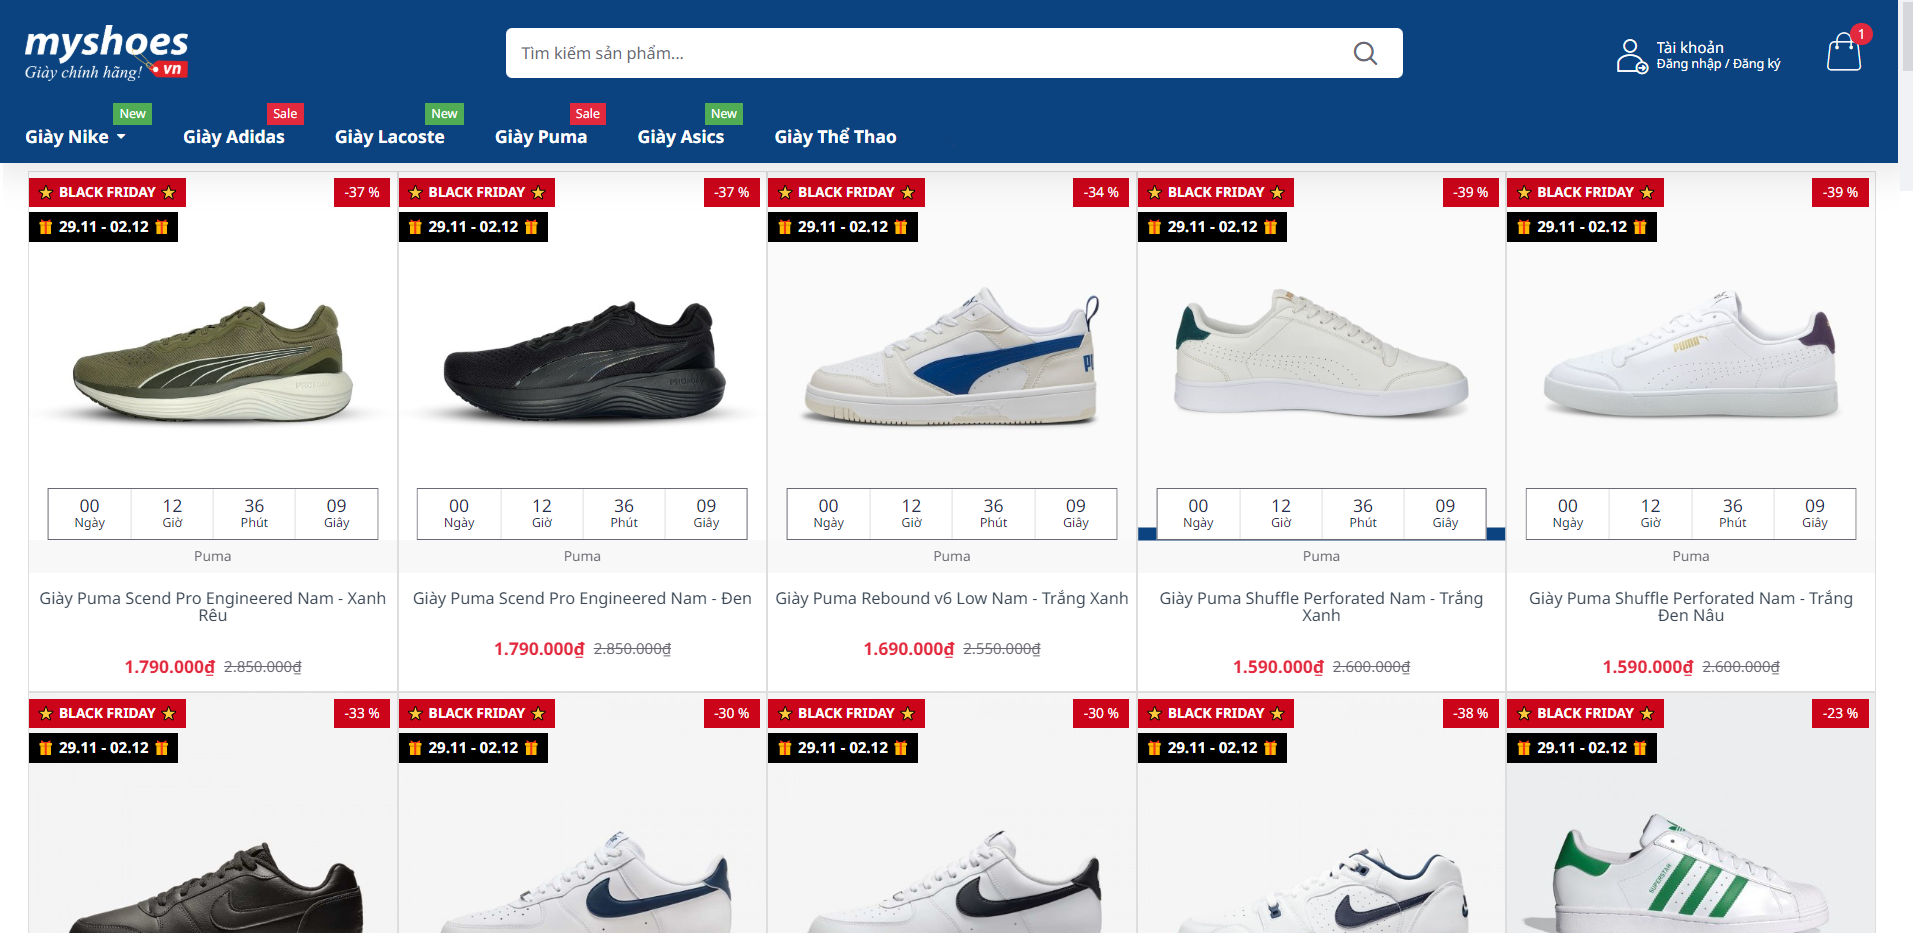 myshoes
Giày chính hãng! vn
Tìm kiếm sản phẩm...
Tài khoản
Đăng nhập / Đăng ký
1
New Sale New Sale New
Giày Nike Giày Adidas Giày Lacoste Giày Puma Giày Asics Giày Thể Thao
BLACK FRIDAY -37 % BLACK FRIDAY -37 % BLACK FRIDAY -34 % BLACK FRIDAY -39 % BLACK FRIDAY -39 %
29.11 - 02.12 29.11 - 02.12 29.11 - 02.12 29.11 - 02.12 29.11 - 02.12
PUMA
00 12 36 09 00 12 36 09 00 12 36 09 00 12 36 09 00 12 36 09
Ngày Giờ Phút Giây Ngày Giờ Phút Giây Ngày Giờ Phút Giây Ngày Giờ Phút Giây Ngày Giờ Phút Giây
Puma Puma Puma Puma Puma
Giày Puma Scend Pro Engineered Nam - Xanh Rêu
Giày Puma Scend Pro Engineered Nam - Đen
Giày Puma Rebound v6 Low Nam - Trắng Xanh
Giày Puma Shuffle Perforated Nam - Trắng Xanh
Giày Puma Shuffle Perforated Nam - Trắng Đen Nâu
1.790.000₫ 2.850.000₫ 1.790.000₫ 2.850.000₫ 1.690.000₫ 2.550.000₫ 1.590.000₫ 2.600.000₫ 1.590.000₫ 2.600.000₫
BLACK FRIDAY -33 % BLACK FRIDAY -30 % BLACK FRIDAY -30 % BLACK FRIDAY -38 % BLACK FRIDAY -23 %
29.11 - 02.12 29.11 - 02.12 29.11 - 02.12 29.11 - 02.12 29.11 - 02.12
SUPERSTAR